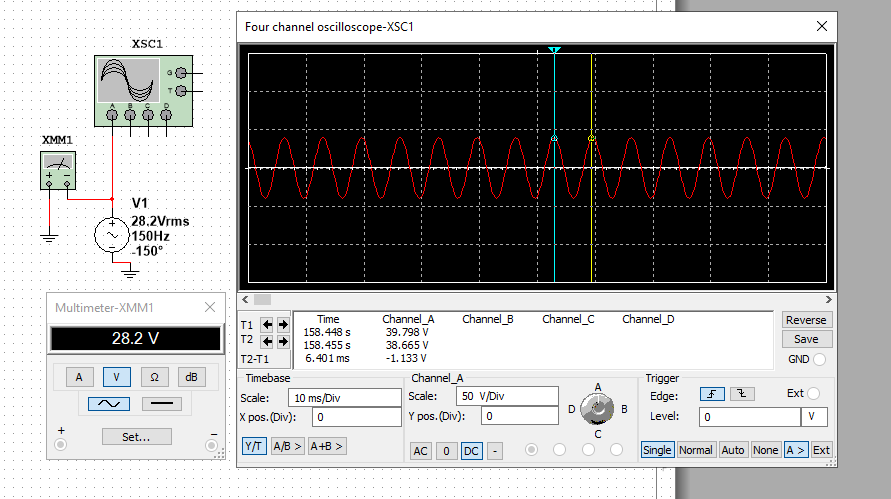 XSC1
G
T
A B C D
XMM1
V1
28.2Vrms
150Hz
-150°
Multimeter-XMM1
28.2 V
A V Ω dB
Set...
+ -
Four channel oscilloscope-XSC1
Time Channel_A Channel_B Channel_C Channel_D
T1 158.448 s 39.798 V
T2 158.455 s 38.665 V
T2-T1 6.401 ms -1.133 V
Reverse
Save
GND
Timebase
Scale: 10 ms/Div
X pos.(Div): 0
Y/T A/B > A+B >
Channel_A
Scale: 50 V/Div
Y pos.(Div): 0
AC 0 DC -
A
D B
C
Trigger
Edge: Ext
Level: 0 V
Single Normal Auto None A > Ext